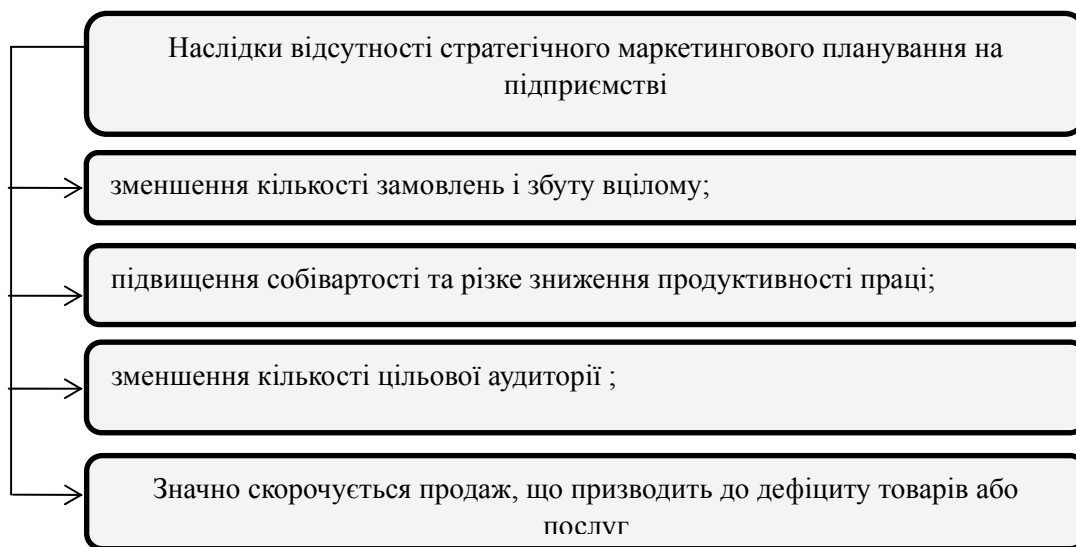 Наслідки відсутності стратегічного маркетингового планування на
підприємстві
зменшення кількості замовлень і збуту вцілому;
підвищення собівартості та різке зниження продуктивності праці;
зменшення кількості цільової аудиторії ;
Значно скорочується продаж, що призводить до дефіциту товарів або
послуг